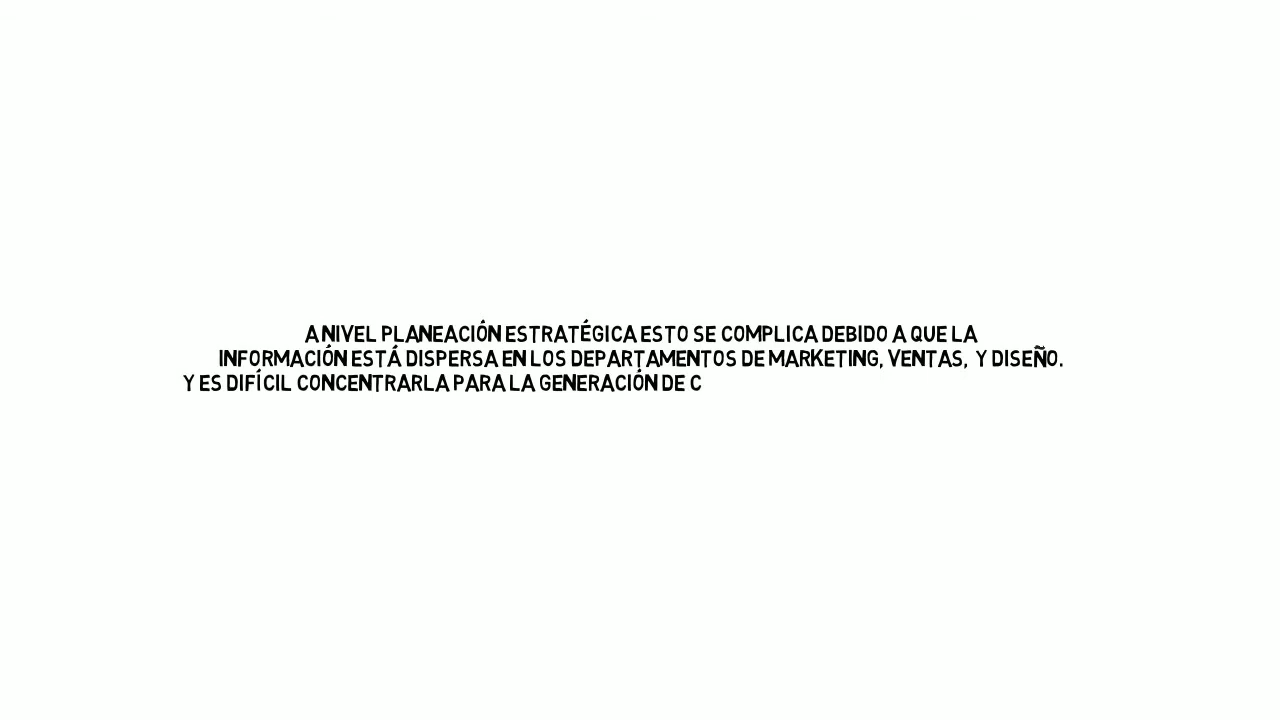 A NIVEL PLANEACIÓN ESTRATÉGICA ESTO SE COMPLICA DEBIDO A QUE LA
INFORMACIÓN ESTÁ DISPERSA EN LOS DEPARTAMENTOS DE MARKETING, VENTAS, Y DISEÑO.
Y ES DIFÍCIL CONCENTRARLA PARA LA GENERACIÓN DE C